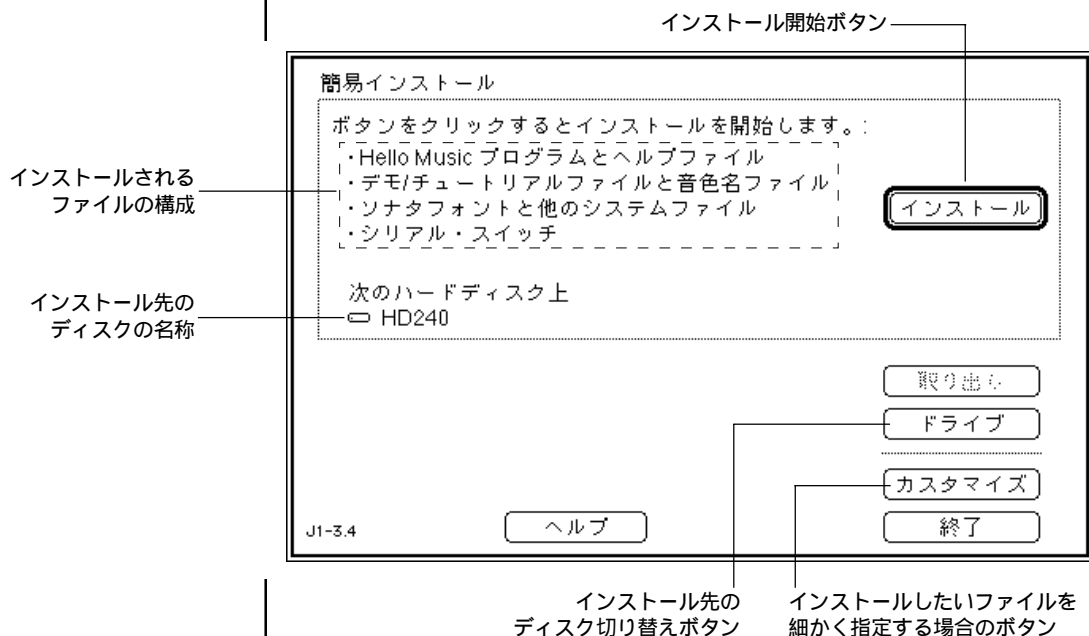 インストール開始ボタン
簡易インストール
ボタンをクリックするとインストールを開始します。:
・Hello Music プログラムとヘルプファイル
・デモ/チュートリアルファイルと音色名ファイル
・ソナタフォントと他のシステムファイル
・シリアル・スイッチ
インストールされる
ファイルの構成
インストール
次のハードディスク上
HD240
インストール先の
ディスクの名称
取り出し
ドライブ
カスタマイズ
J1-3.4
ヘルプ
終了
インストール先の
ディスク切り替えボタン
インストールしたいファイルを
細かく指定する場合のボタン